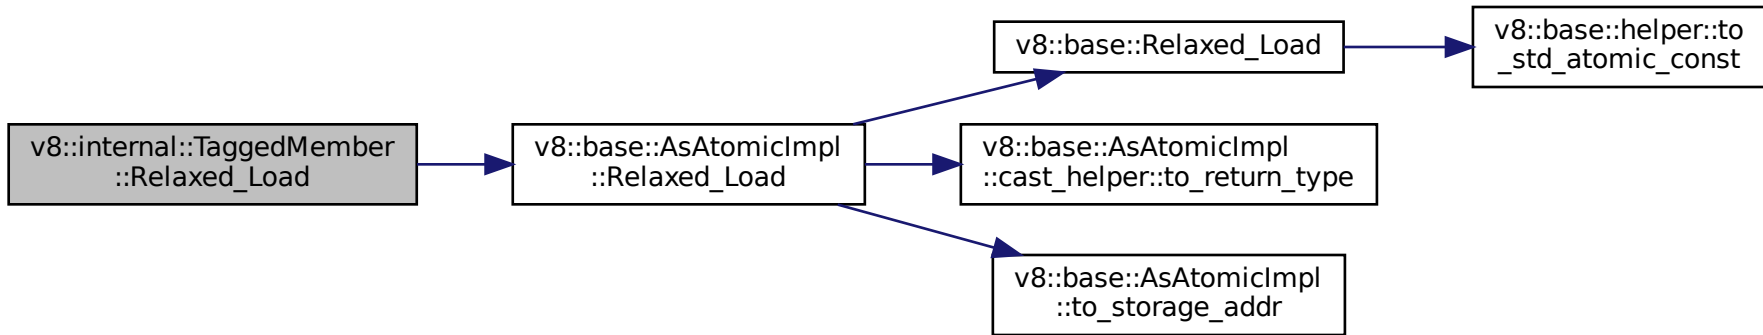 v8::internal::TaggedMember
::Relaxed_Load
v8::base::AsAtomicImpl
::Relaxed_Load
v8::base::Relaxed_Load
v8::base::helper::to
_std_atomic_const
v8::base::AsAtomicImpl
::cast_helper::to_return_type
v8::base::AsAtomicImpl
::to_storage_addr